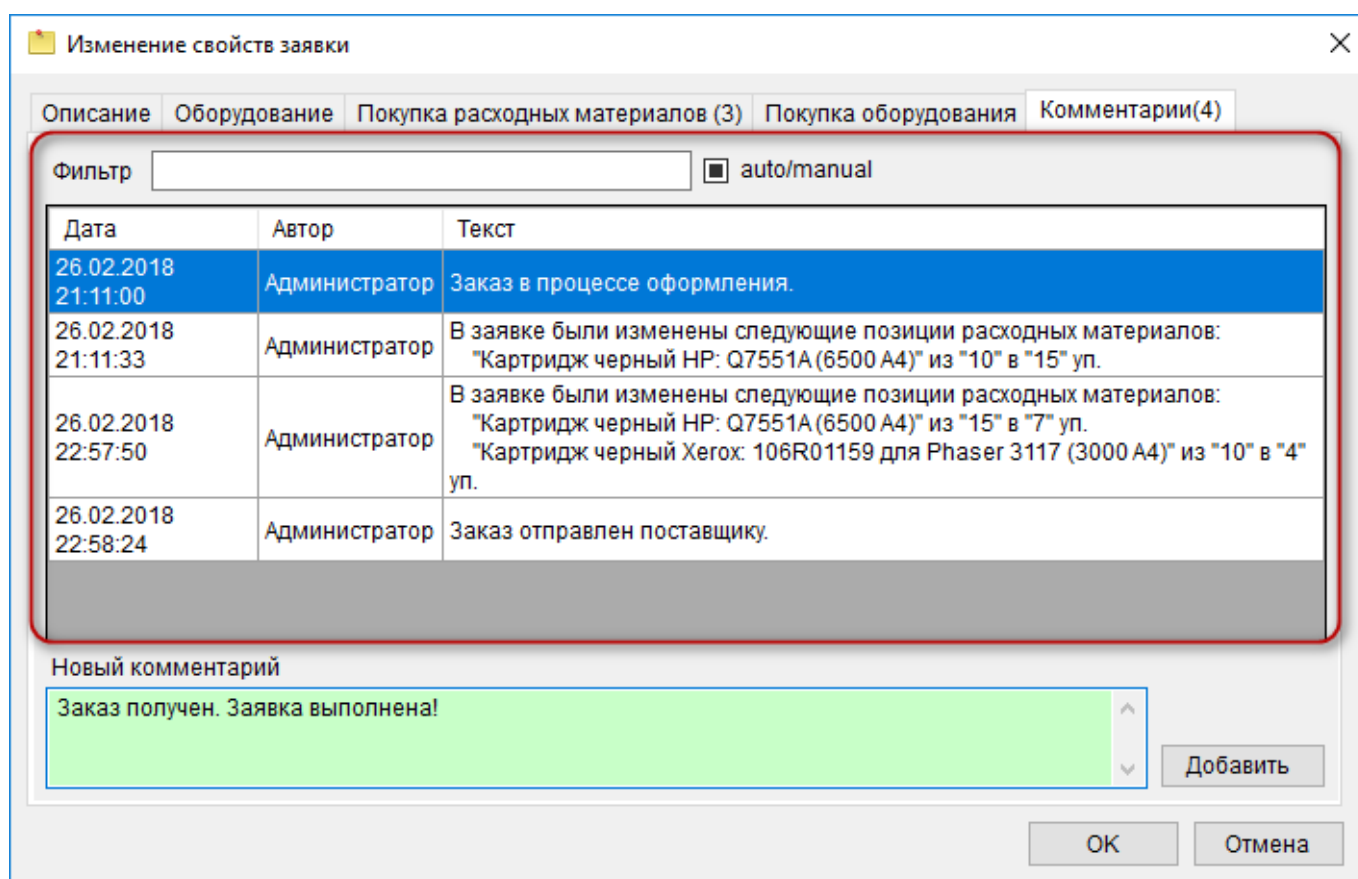 Изменение свойств заявки
Описание Оборудование Покупка расходных материалов (3) Покупка оборудования Комментарии(4)
Фильтр auto/manual
Дата Автор Текст
26.02.2018
21:11:00 Администратор Заказ в процессе оформления.
26.02.2018
21:11:33 Администратор В заявке были изменены следующие позиции расходных материалов:
"Картридж черный HP: Q7551A (6500 A4)" из "10" в "15" уп.
26.02.2018
22:57:50 Администратор В заявке были изменены следующие позиции расходных материалов:
"Картридж черный HP: Q7551A (6500 A4)" из "15" в "7" уп.
"Картридж черный Xerox: 106R01159 для Phaser 3117 (3000 A4)" из "10" в "4"
уп.
26.02.2018
22:58:24 Администратор Заказ отправлен поставщику.
Новый комментарий
Заказ получен. Заявка выполнена!
Добавить
OK Отмена